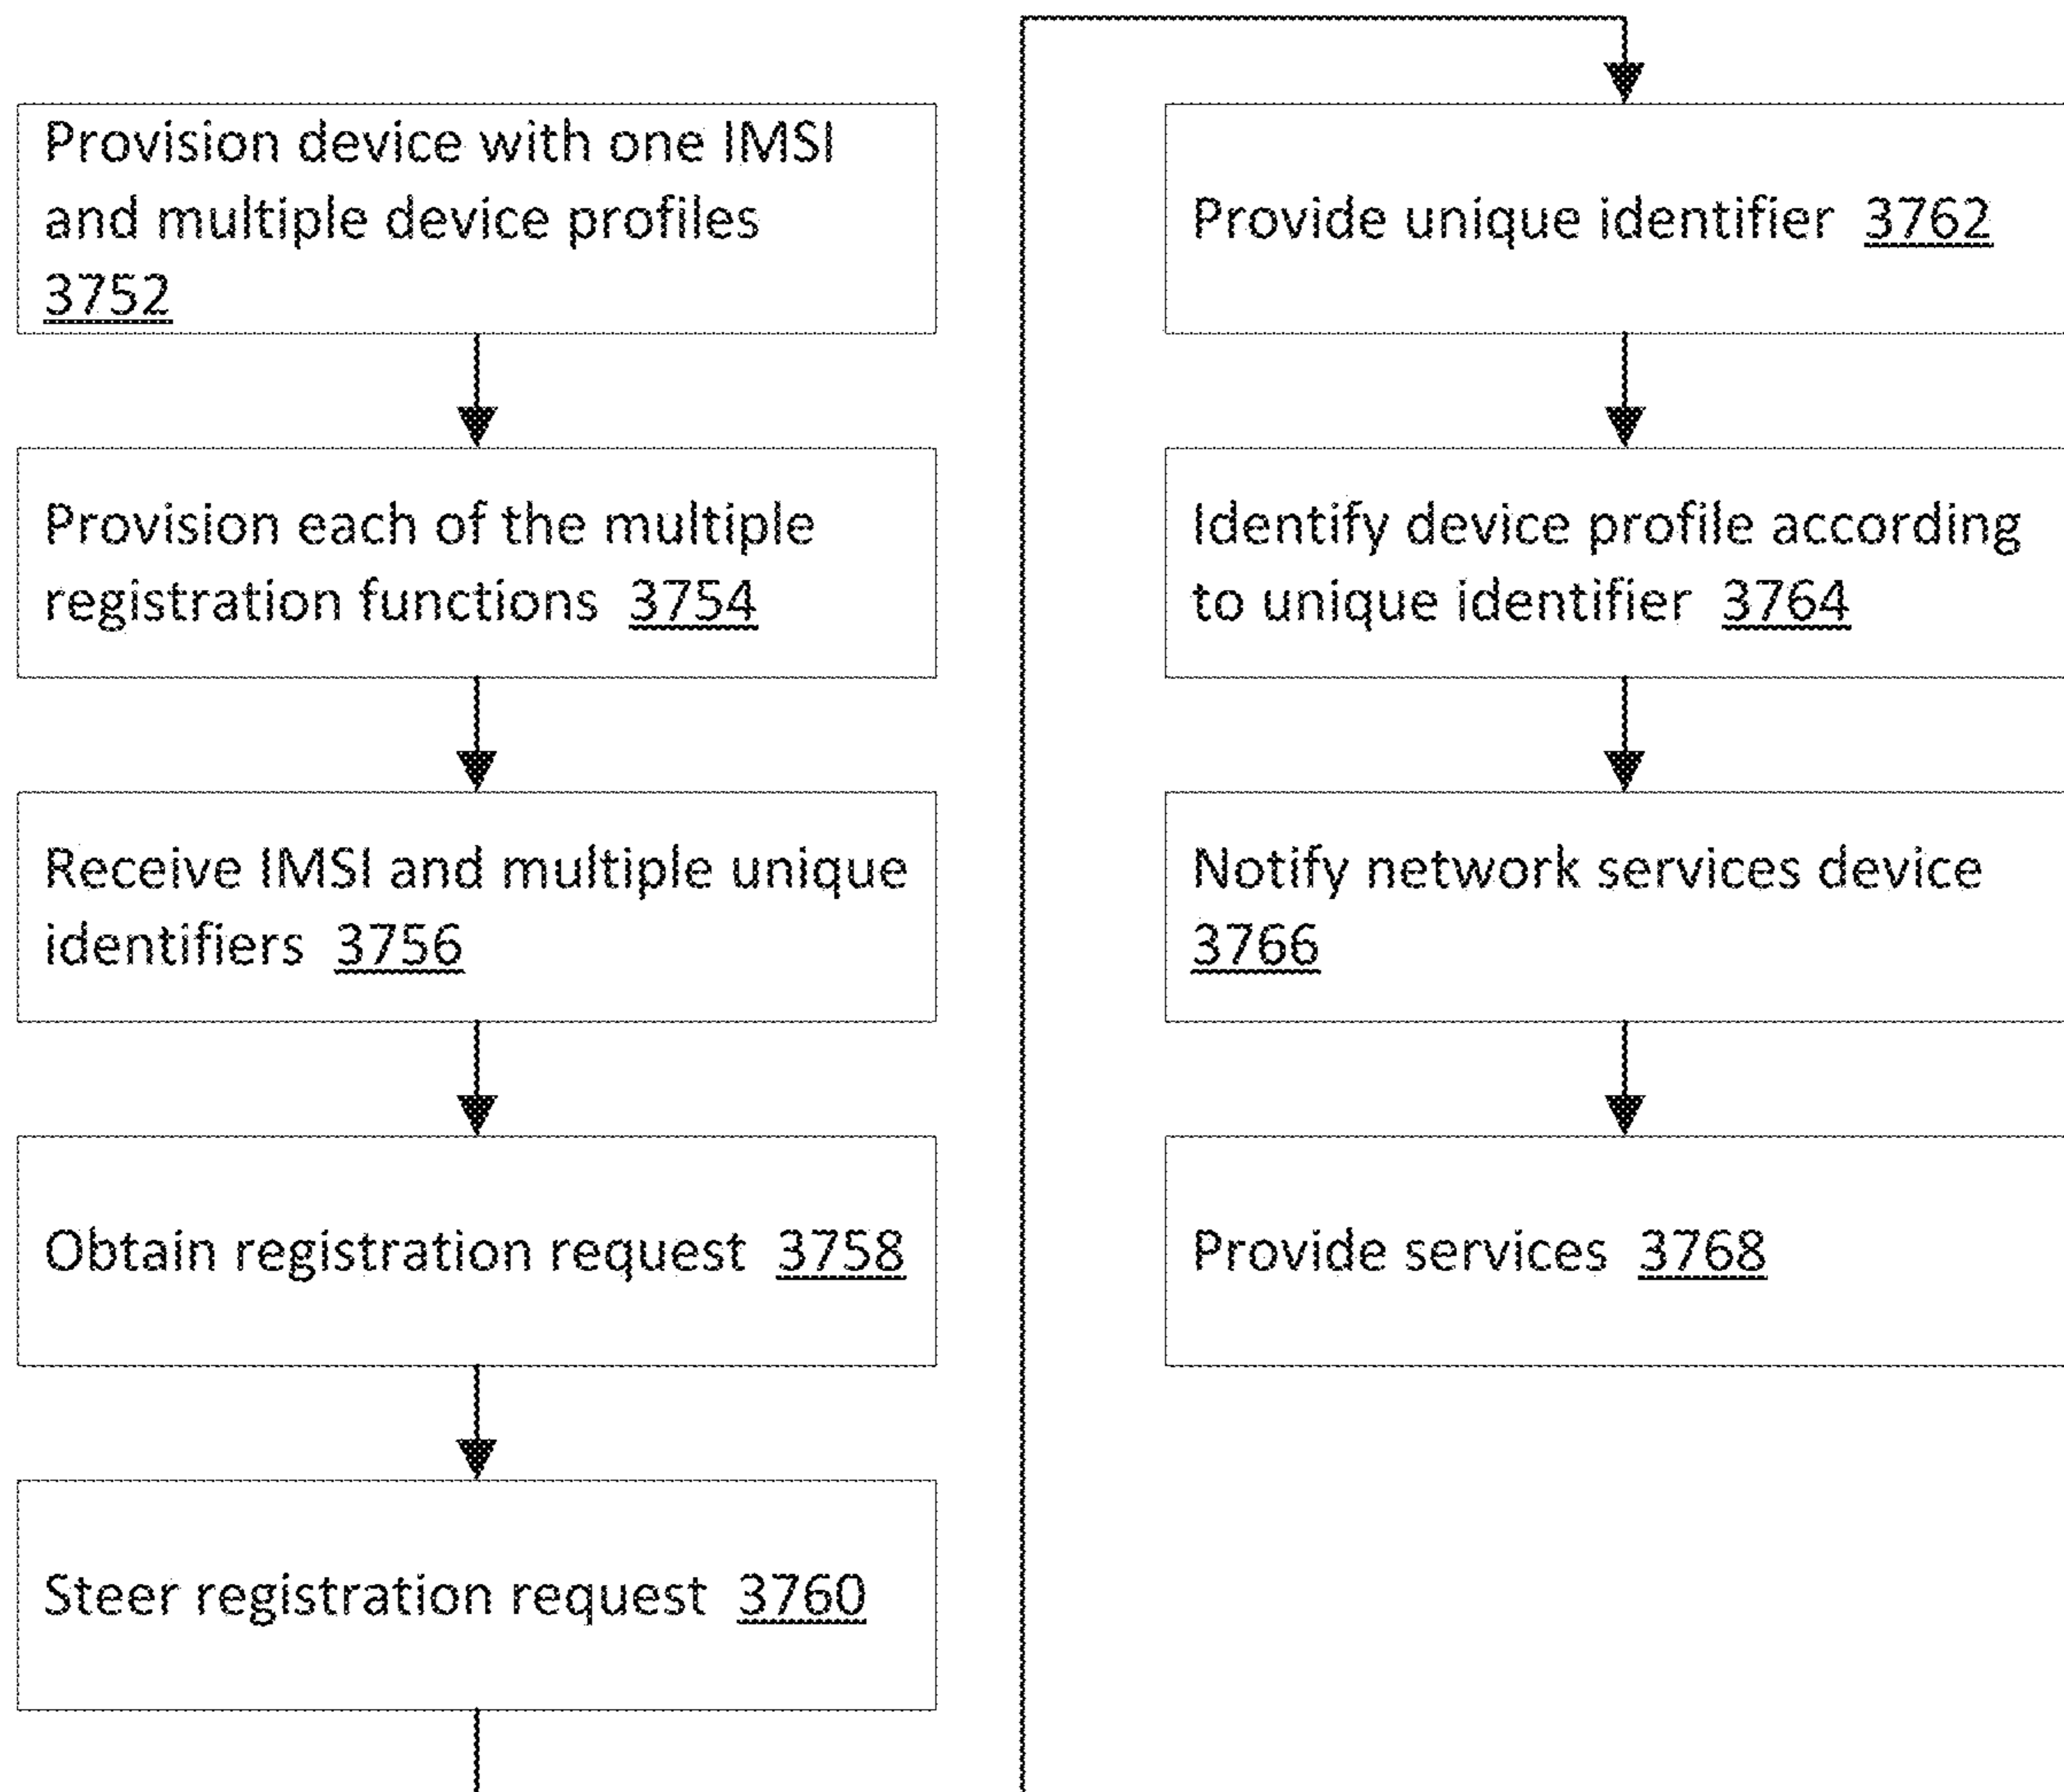 Provision device with one IMSI
and multiple device profiles
3752
Provision each of the multiple
registration functions 3754
Receive IMSI and multiple unique
identifiers 3756
Obtain registration request 3758
Steer registration request 3760
Provide unique identifier 3762
Identify device profile according
to unique identifier 3764
Notify network services device
3766
Provide services 3768